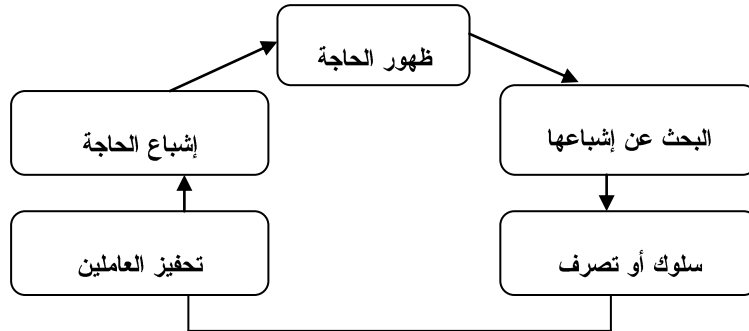 ظهور الحاجة
البحث عن إشباعها
إشباع الحاجة
سلوك أو تصرف
تحفيز العاملين